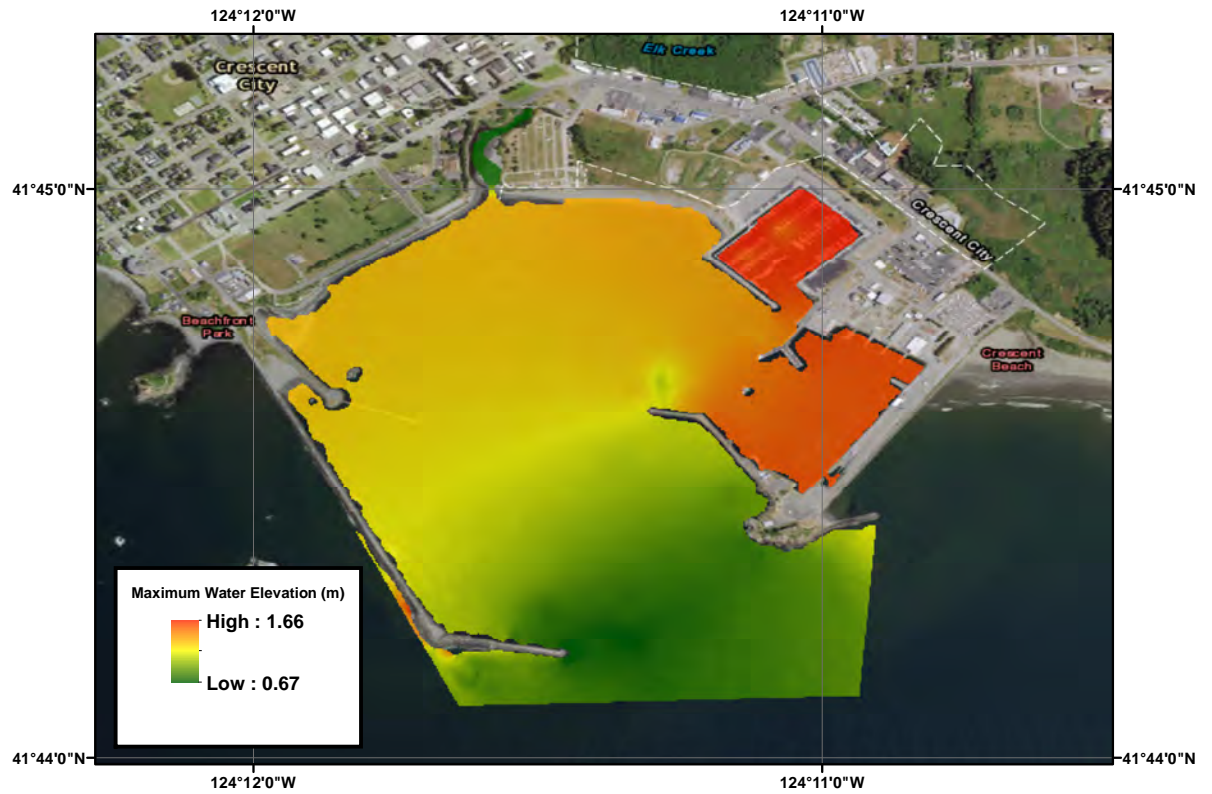 124°12'0"W
124°11'0"W
Elk Creek
Crescent
City
41°45'0"N
41°45'0"N
Crescent City
Beachfront
Park
Crescent
Beach
Maximum Water Elevation (m)
High : 1.66
Low : 0.67
41°44'0"N
41°44'0"N
124°12'0"W
124°11'0"W